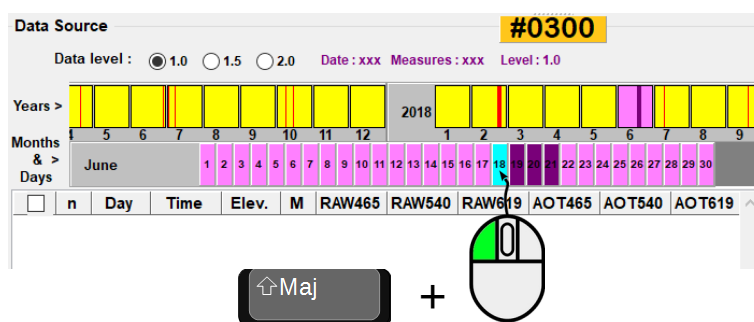 Data Source
#0300
Data level : 1.0 1.5 2.0 Date : xxx Measures : xxx Level : 1.0
Years > 2018
Months & > Days 4 5 6 7 8 9 10 11 12 1 2 3 4 5 6 7 8 9
June 1 2 3 4 5 6 7 8 9 10 11 12 13 14 15 16 17 18 19 20 21 22 23 24 25 26 27 28 29 30
n Day Time Elev. M RAW465 RAW540 RAW619 AOT465 AOT540 AOT619
⇧Maj +